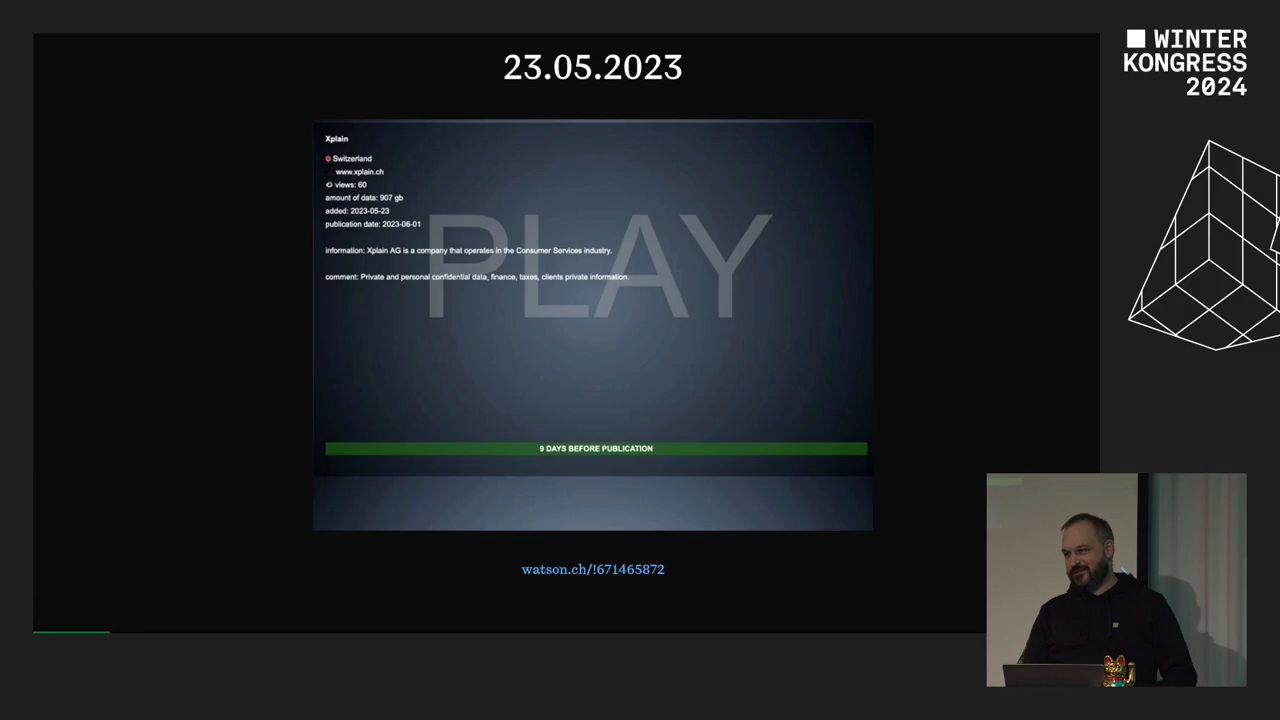 23.05.2023
WINTER
KONGRESS
2024
Xplain
Switzerland
www.xplain.ch
views: 60
amount of data: 907 gb
added: 2023-05-23
publication date: 2023-06-01
PLAY
information: Xplain AG is a company that operates in the Consumer Services industry.
comment: Private and personal confidential data, finance, taxes, clients private information.
9 DAYS BEFORE PUBLICATION
watson.ch/!671465872